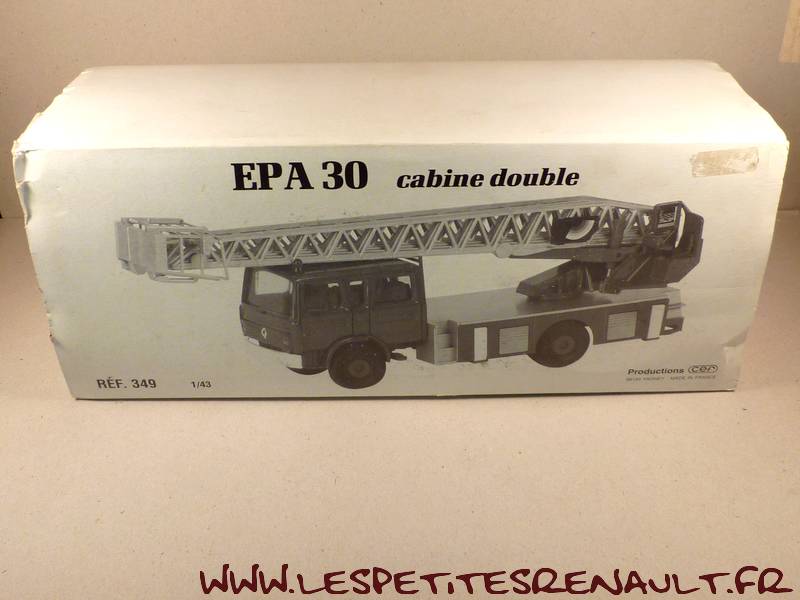 EPA 30 cabine double
RÉF. 349 1/43
Productions cef
MADE IN FRANCE
WWW.LESPETITESRENAULT.FR